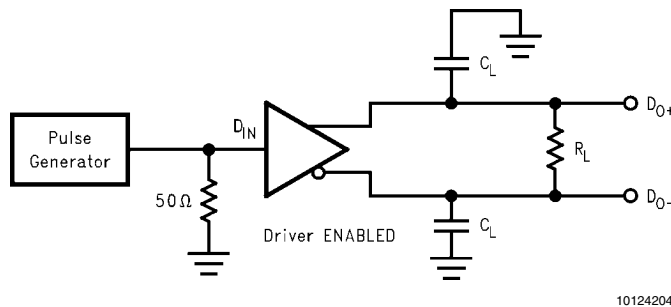 C_L
D_O+
Pulse
Generator
D_IN
R_L
50Ω
D_O-
Driver ENABLED
C_L
10124204